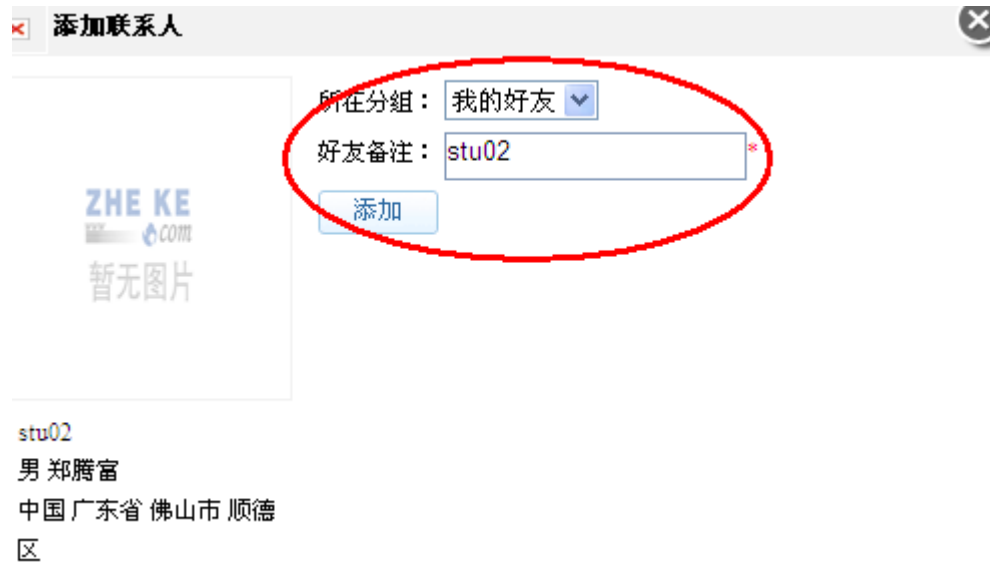 添加联系人
所在分组： 我的好友
好友备注： stu02 *
添加
ZHE KE
com
暂无图片
stu02
男 郑腾富
中国 广东省 佛山市 顺德
区